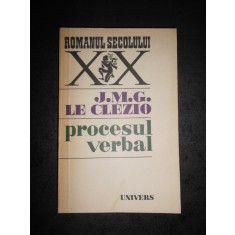 ROMANUL SECOLULUI
XX
J.M.G.
LE CLEZIO
procesul
verbal
UNIVERS